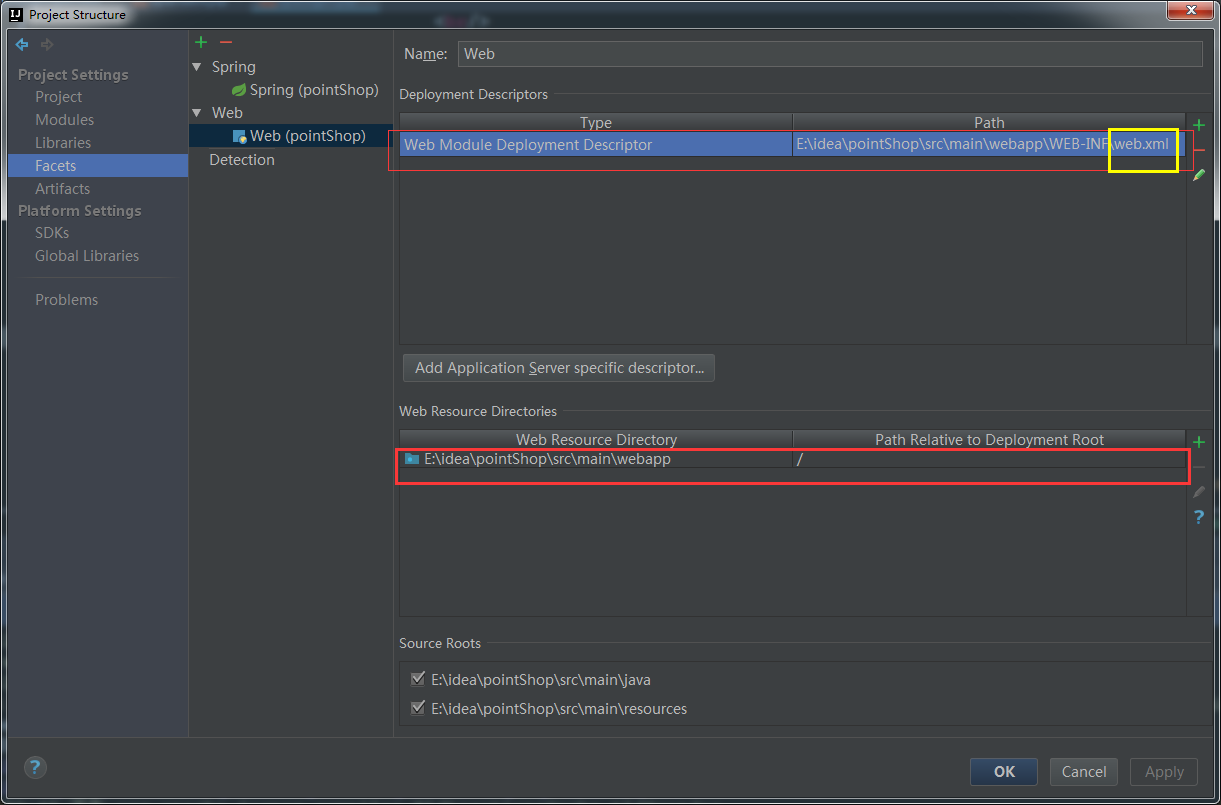 Project Structure
Project Settings
Project
Modules
Libraries
Facets
Artifacts
Platform Settings
SDKs
Global Libraries
Problems
Spring
Spring (pointShop)
Web
Web (pointShop)
Detection
Name: Web
Deployment Descriptors
Type Path
Web Module Deployment Descriptor E:\idea\pointShop\src\main\webapp\WEB-INF\web.xml
Add Application Server specific descriptor...
Web Resource Directories
Web Resource Directory Path Relative to Deployment Root
E:\idea\pointShop\src\main\webapp /
Source Roots
E:\idea\pointShop\src\main\java
E:\idea\pointShop\src\main\resources
OK Cancel Apply